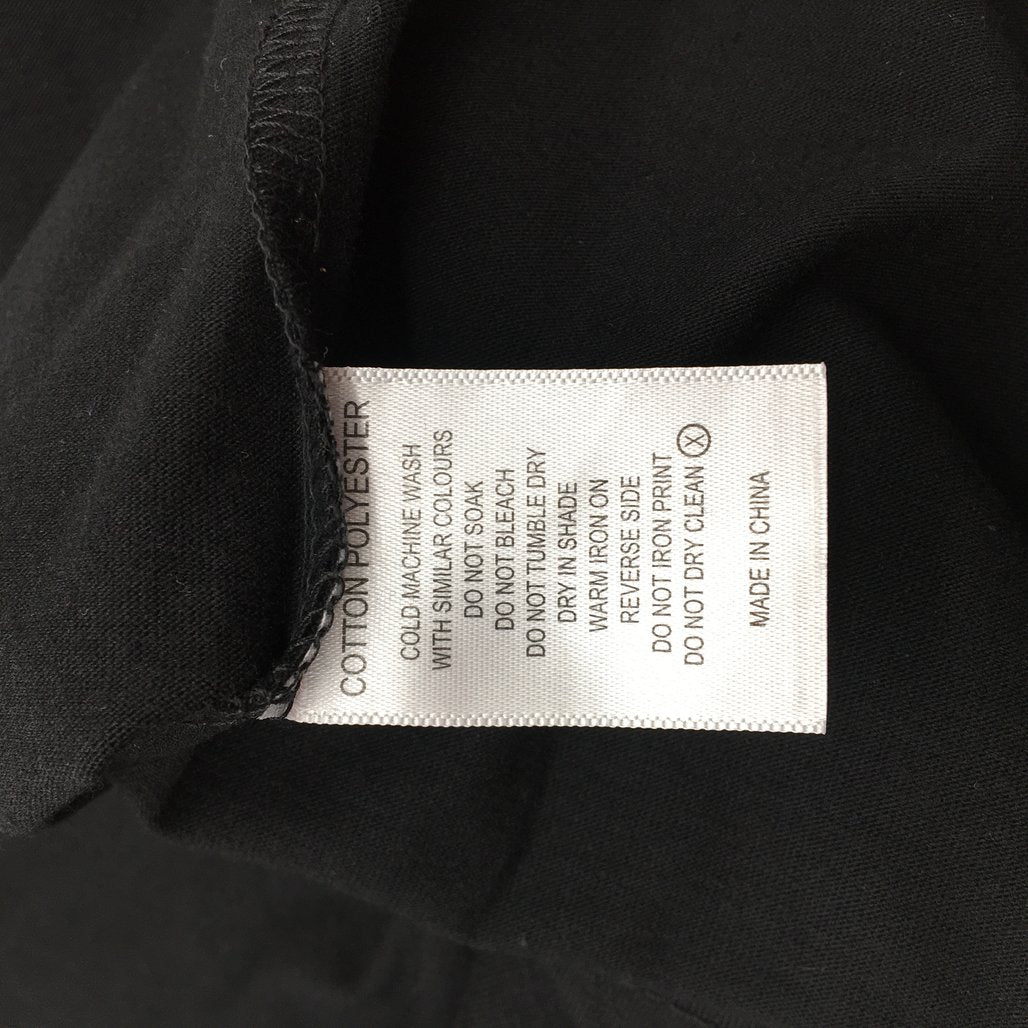 COTTON POLYESTER
COLD MACHINE WASH
WITH SIMILAR COLOURS
DO NOT SOAK
DO NOT BLEACH
DO NOT TUMBLE DRY
DRY IN SHADE
WARM IRON ON
REVERSE SIDE
DO NOT IRON PRINT
DO NOT DRY CLEAN Ⓧ
MADE IN CHINA